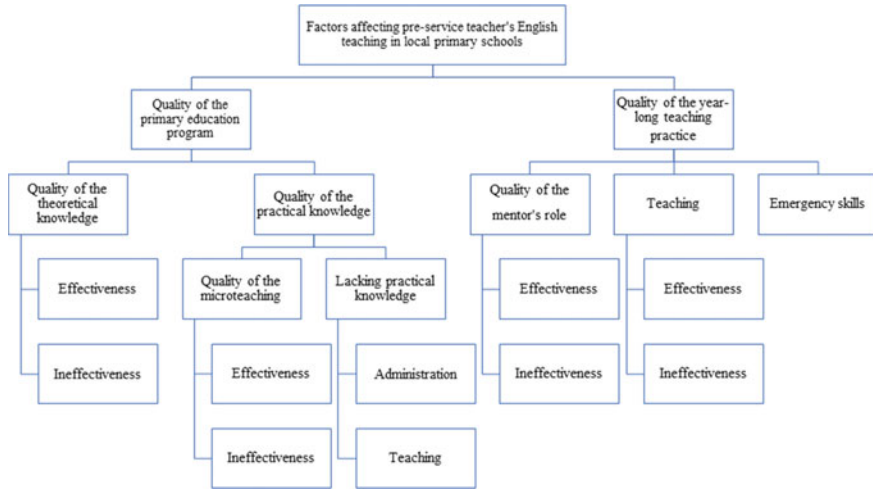 Factors affecting pre-service teacher's English
teaching in local primary schools
Quality of the
primary education
program
Quality of the year-
long teaching
practice
Quality of the
theoretical
knowledge
Quality of the
practical knowledge
Quality of the
mentor's role
Teaching
Emergency skills
Effectiveness
Quality of the
microteaching
Lacking practical
knowledge
Effectiveness
Effectiveness
Ineffectiveness
Effectiveness
Administration
Ineffectiveness
Ineffectiveness
Ineffectiveness
Teaching